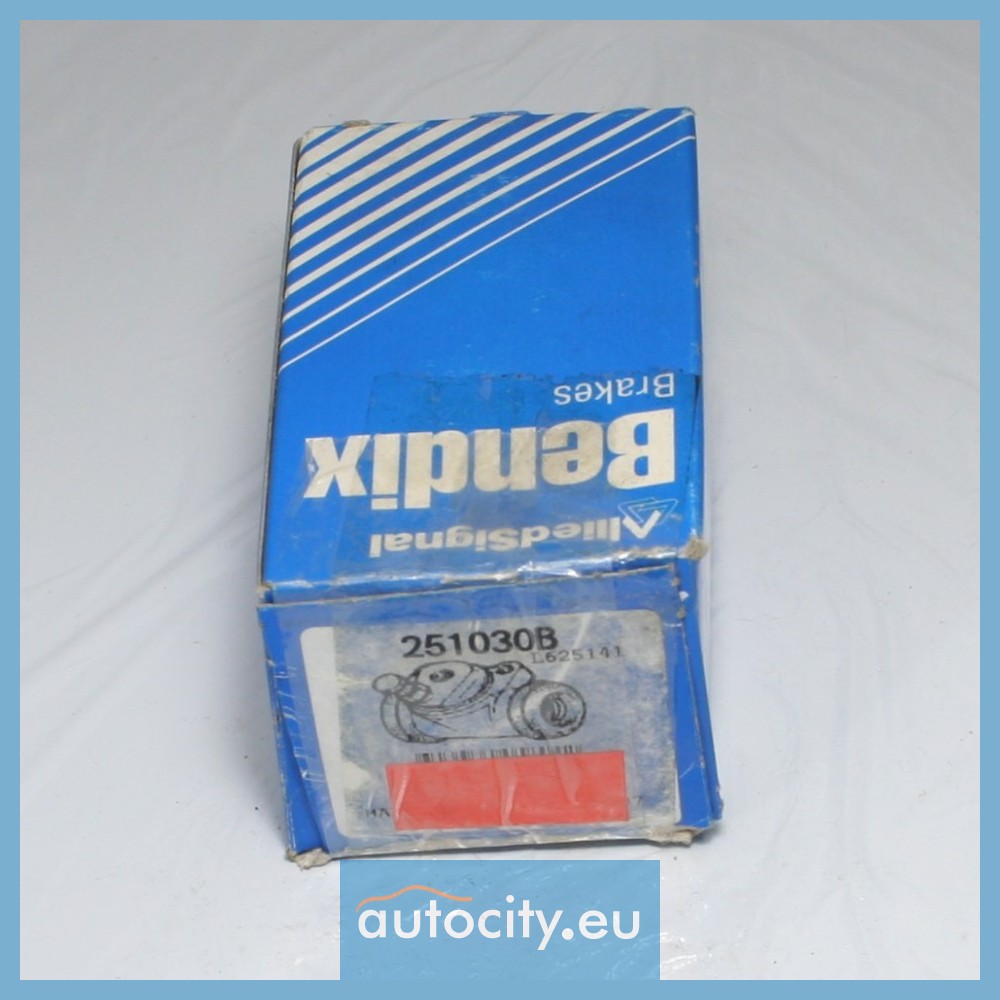 Brakes
Bendix
AlliedSignal
251030B
L625141
autocity.eu